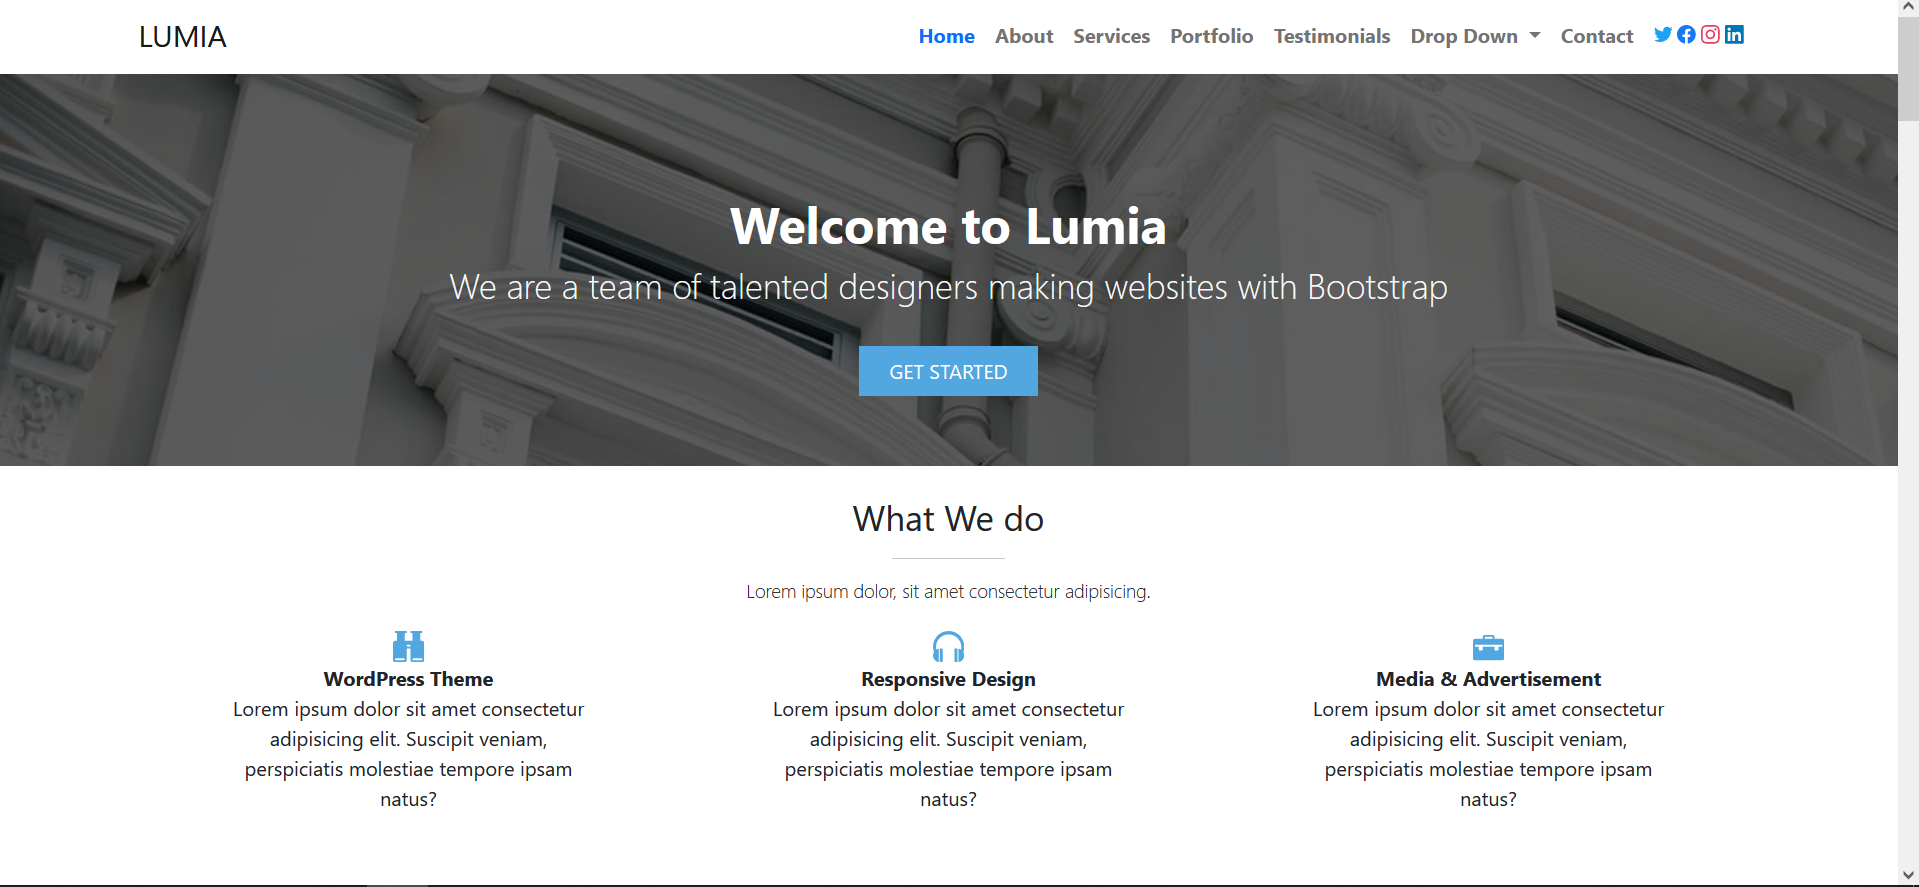 LUMIA
Home About Services Portfolio Testimonials Drop Down Contact
Welcome to Lumia
We are a team of talented designers making websites with Bootstrap
GET STARTED
What We do
Lorem ipsum dolor, sit amet consectetur adipisicing.
WordPress Theme
Lorem ipsum dolor sit amet consectetur
adipisicing elit. Suscipit veniam,
perspiciatis molestiae tempore ipsam
natus?
Responsive Design
Lorem ipsum dolor sit amet consectetur
adipisicing elit. Suscipit veniam,
perspiciatis molestiae tempore ipsam
natus?
Media & Advertisement
Lorem ipsum dolor sit amet consectetur
adipisicing elit. Suscipit veniam,
perspiciatis molestiae tempore ipsam
natus?